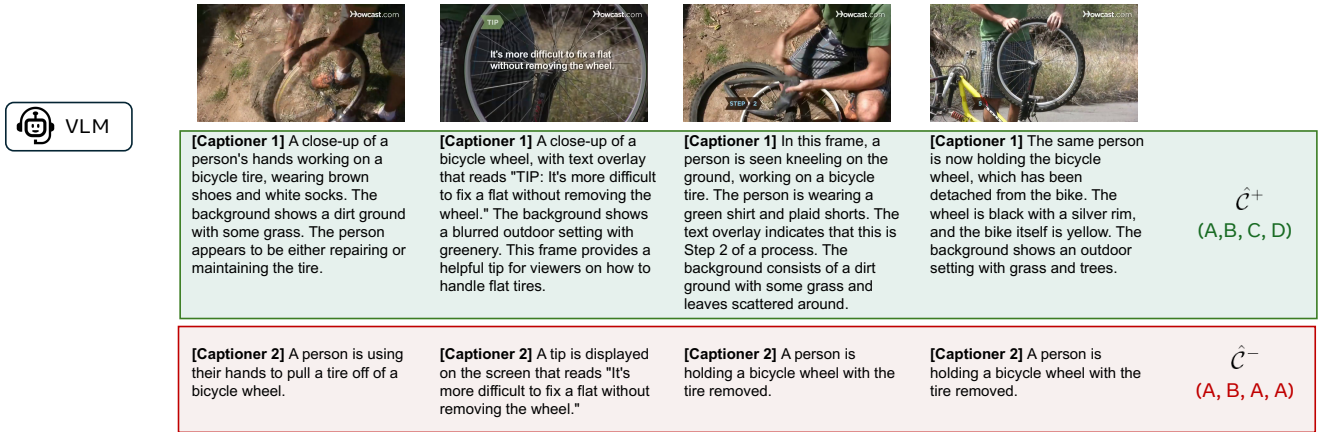 Howcast.com
Howcast.com
Howcast.com
Howcast.com
TIP
It's more difficult to fix a flat
without removing the wheel.
STEP 2
VLM
[Captioner 1] A close-up of a
person's hands working on a
bicycle tire, wearing brown
shoes and white socks. The
background shows a dirt ground
with some grass. The person
appears to be either repairing or
maintaining the tire.
[Captioner 1] A close-up of a
bicycle wheel, with text overlay
that reads "TIP: It's more difficult
to fix a flat without removing the
wheel." The background shows
a blurred outdoor setting with
greenery. This frame provides a
helpful tip for viewers on how to
handle flat tires.
[Captioner 1] In this frame, a
person is seen kneeling on the
ground, working on a bicycle
tire. The person is wearing a
green shirt and plaid shorts. The
text overlay indicates that this is
Step 2 of a process. The
background consists of a dirt
ground with some grass and
leaves scattered around.
[Captioner 1] The same person
is now holding the bicycle
wheel, which has been
detached from the bike. The
wheel is black with a silver rim,
and the bike itself is yellow. The
background shows an outdoor
setting with grass and trees.
Ĉ+
(A,B, C, D)
[Captioner 2] A person is using
their hands to pull a tire off of a
bicycle wheel.
[Captioner 2] A tip is displayed
on the screen that reads "It's
more difficult to fix a flat without
removing the wheel."
[Captioner 2] A person is
holding a bicycle wheel with the
tire removed.
[Captioner 2] A person is
holding a bicycle wheel with the
tire removed.
Ĉ−
(A, B, A, A)